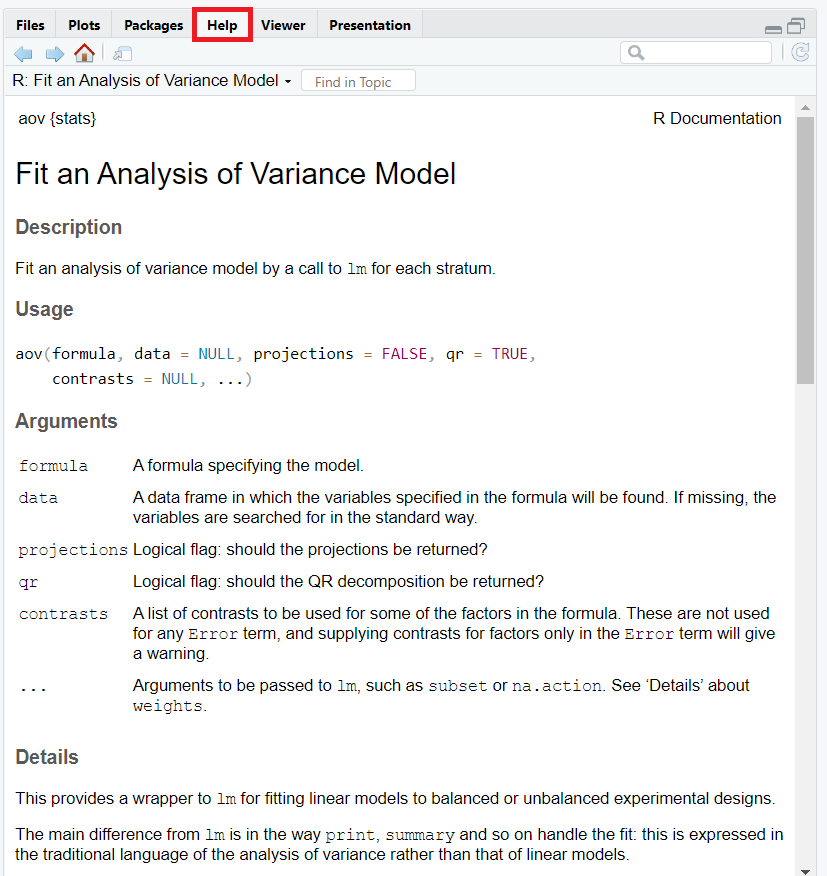 Files Plots Packages Help Viewer Presentation
R: Fit an Analysis of Variance Model Find in Topic
aov {stats} R Documentation
Fit an Analysis of Variance Model
Description
Fit an analysis of variance model by a call to lm for each stratum.
Usage
aov(formula, data = NULL, projections = FALSE, qr = TRUE,
contrasts = NULL, ...)
Arguments
formula A formula specifying the model.
data A data frame in which the variables specified in the formula will be found. If missing, the
variables are searched for in the standard way.
projections Logical flag: should the projections be returned?
qr Logical flag: should the QR decomposition be returned?
contrasts A list of contrasts to be used for some of the factors in the formula. These are not used
for any Error term, and supplying contrasts for factors only in the Error term will give
a warning.
... Arguments to be passed to lm, such as subset or na.action. See ‘Details’ about
weights.
Details
This provides a wrapper to lm for fitting linear models to balanced or unbalanced experimental designs.
The main difference from lm is in the way print, summary and so on handle the fit: this is expressed in
the traditional language of the analysis of variance rather than that of linear models.